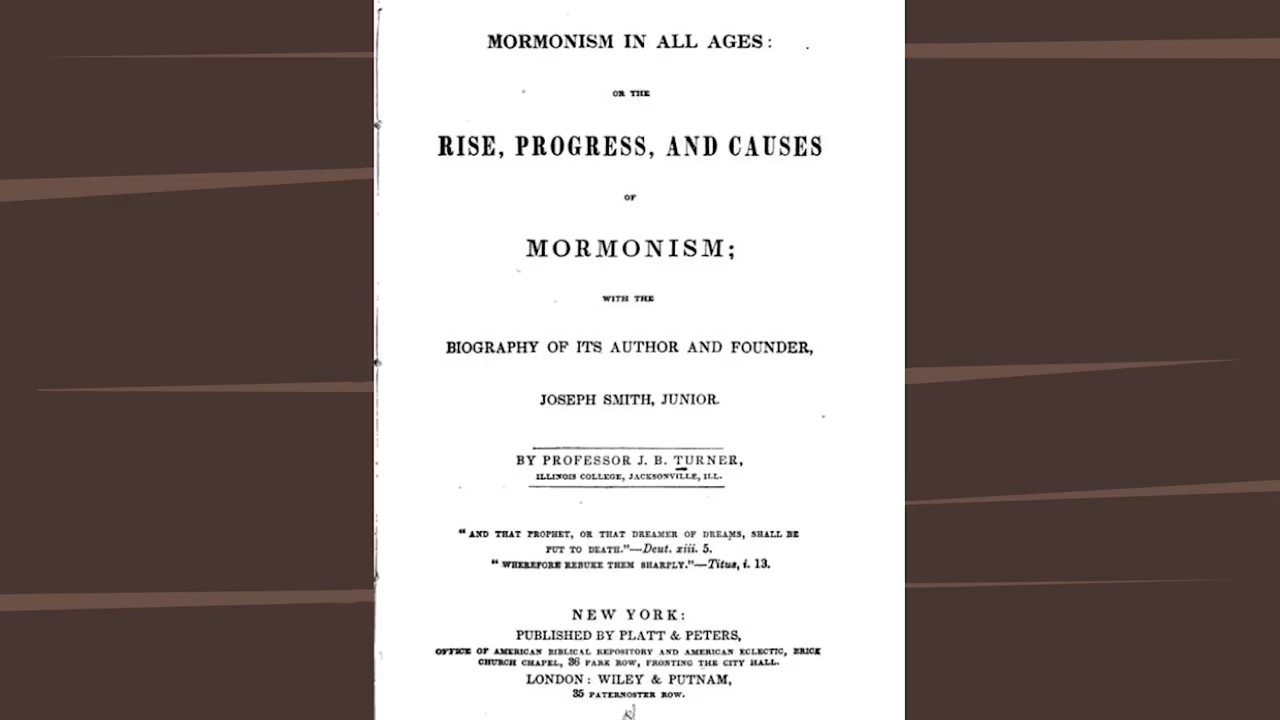 MORMONISM IN ALL AGES:
OR THE
RISE, PROGRESS, AND CAUSES
OF
MORMONISM;
WITH THE
BIOGRAPHY OF ITS AUTHOR AND FOUNDER,
JOSEPH SMITH, JUNIOR.
BY PROFESSOR J. B. TURNER,
ILLINOIS COLLEGE, JACKSONVILLE, ILL.
“AND THAT PROPHET, OR THAT DREAMER OF DREAMS, SHALL BE
PUT TO DEATH.”—Deut. xiii. 5.
“WHEREFORE REBUKE THEM SHARPLY.”—Titus, i. 13.
NEW YORK:
PUBLISHED BY PLATT & PETERS,
OFFICE OF AMERICAN BIBLICAL REPOSITORY AND AMERICAN ECLECTIC, BRICK
CHURCH CHAPEL, 36 PARK ROW, FRONTING THE CITY HALL.
LONDON: WILEY & PUTNAM,
35 PATERNOSTER ROW.